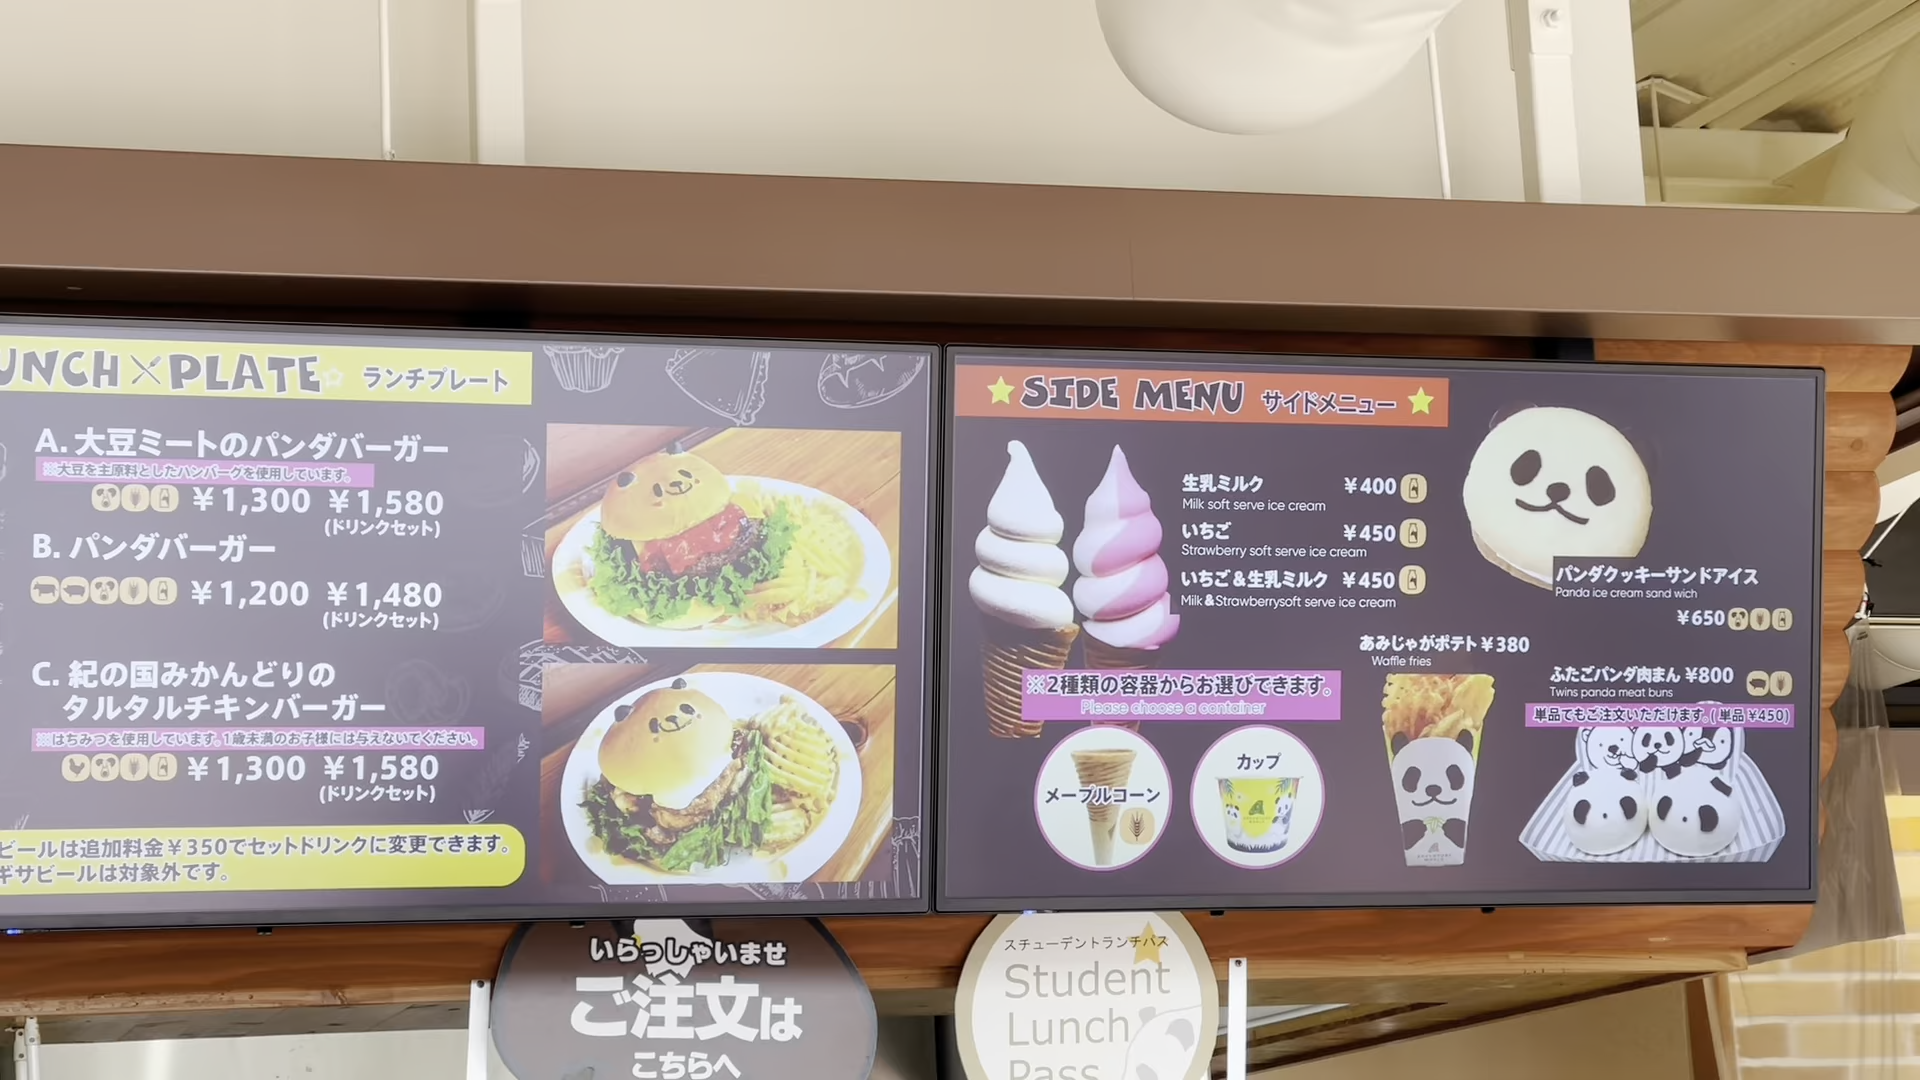 UNCH PLATE ランチプレート
A. 大豆ミートのパンダバーガー
※大豆を主原料としたハンバーグを使用しています。
¥1,300 ¥1,580
(ドリンクセット)
B. パンダバーガー
¥1,200 ¥1,480
(ドリンクセット)
C. 紀の国みかんどりの
タルタルチキンバーガー
※はちみつを使用しています。1歳未満のお子様には与えないでください。
¥1,300 ¥1,580
(ドリンクセット)
ビールは追加料金¥350でセットドリンクに変更できます。
ギサビールは対象外です。
SIDE MENU サイドメニュー
生乳ミルク ¥400
Milk soft serve ice cream
いちご ¥450
Strawberry soft serve ice cream
いちご&生乳ミルク ¥450
Milk&Strawberrysoft serve ice cream
※2種類の容器からお選びできます。
Please choose a container
メープルコーン
カップ
パンダクッキーサンドアイス
Panda ice cream sand wich
¥650
あみじゃがポテト ¥380
Waffle fries
ふたごパンダ肉まん ¥800
Twins panda meat buns
単品でもご注文いただけます。(単品¥450)
いらっしゃいませ
ご注文は
こちらへ
スチューデントランチパス
Student
Lunch
Pass